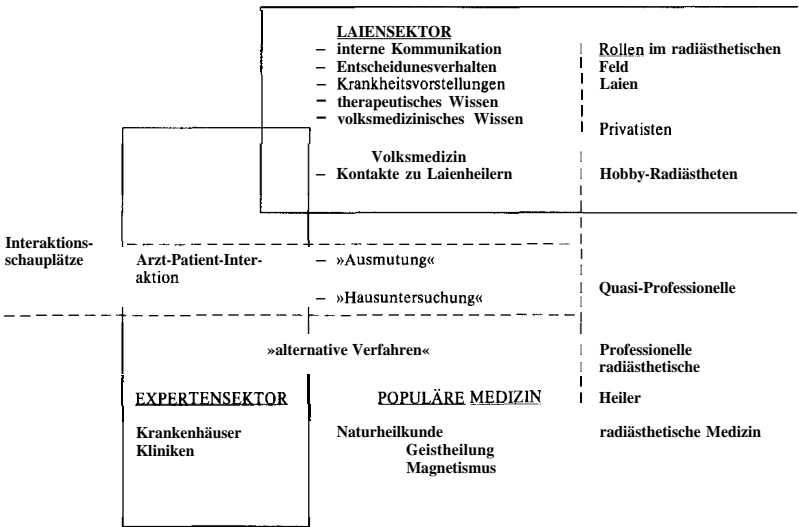 LAIENSEKTOR
– interne Kommunikation
– Entscheidunesverhalten
– Krankheitsvorstellungen
– therapeutisches Wissen
– volksmedizinisches Wissen
Volksmedizin
– Kontakte zu Laienheilern
Rollen im radiästhetischen
Feld
Laien
Privatisten
Hobby-Radiästheten
Interaktions-
schauplätze
Arzt-Patient-Inter-
aktion
– »Ausmutung«
– »Hausuntersuchung«
Quasi-Professionelle
»alternative Verfahren«
Professionelle
radiästhetische
Heiler
EXPERTENSEKTOR
Krankenhäuser
Kliniken
POPULÄRE MEDIZIN
Naturheilkunde
Geistheilung
Magnetismus
radiästhetische Medizin